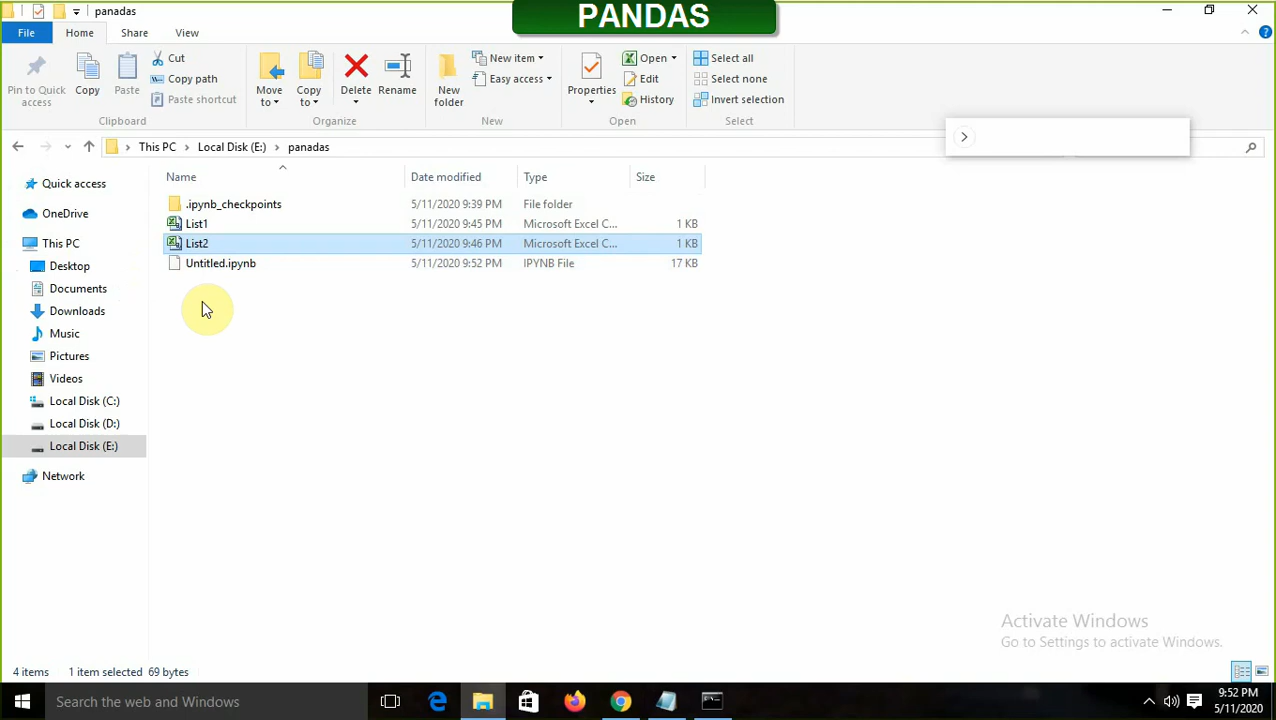 panadas
PANDAS
File Home Share View
Pin to Quick access
Copy
Paste
Cut
Copy path
Paste shortcut
Clipboard
Move to
Copy to
Delete
Rename
Organize
New folder
New item
Easy access
New
Properties
Open
Edit
History
Open
Select all
Select none
Invert selection
Select
This PC > Local Disk (E:) > panadas
Name Date modified Type Size
.ipynb_checkpoints 5/11/2020 9:39 PM File folder
List1 5/11/2020 9:45 PM Microsoft Excel C... 1 KB
List2 5/11/2020 9:46 PM Microsoft Excel C... 1 KB
Untitled.ipynb 5/11/2020 9:52 PM IPYNB File 17 KB
Quick access
OneDrive
This PC
Desktop
Documents
Downloads
Music
Pictures
Videos
Local Disk (C:)
Local Disk (D:)
Local Disk (E:)
Network
Activate Windows
Go to Settings to activate Windows.
4 items 1 item selected 69 bytes
Search the web and Windows
9:52 PM
5/11/2020